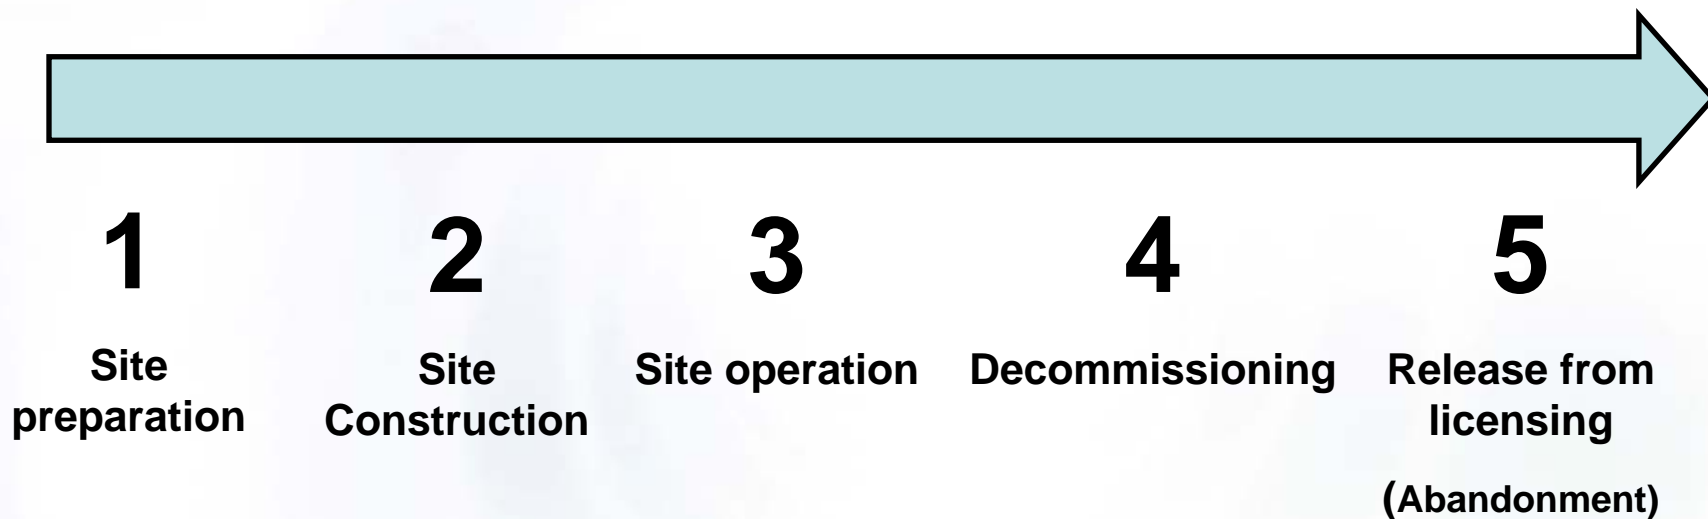 1
Site
preparation
2
Site
Construction
3
Site operation
4
Decommissioning
5
Release from
licensing
(Abandonment)